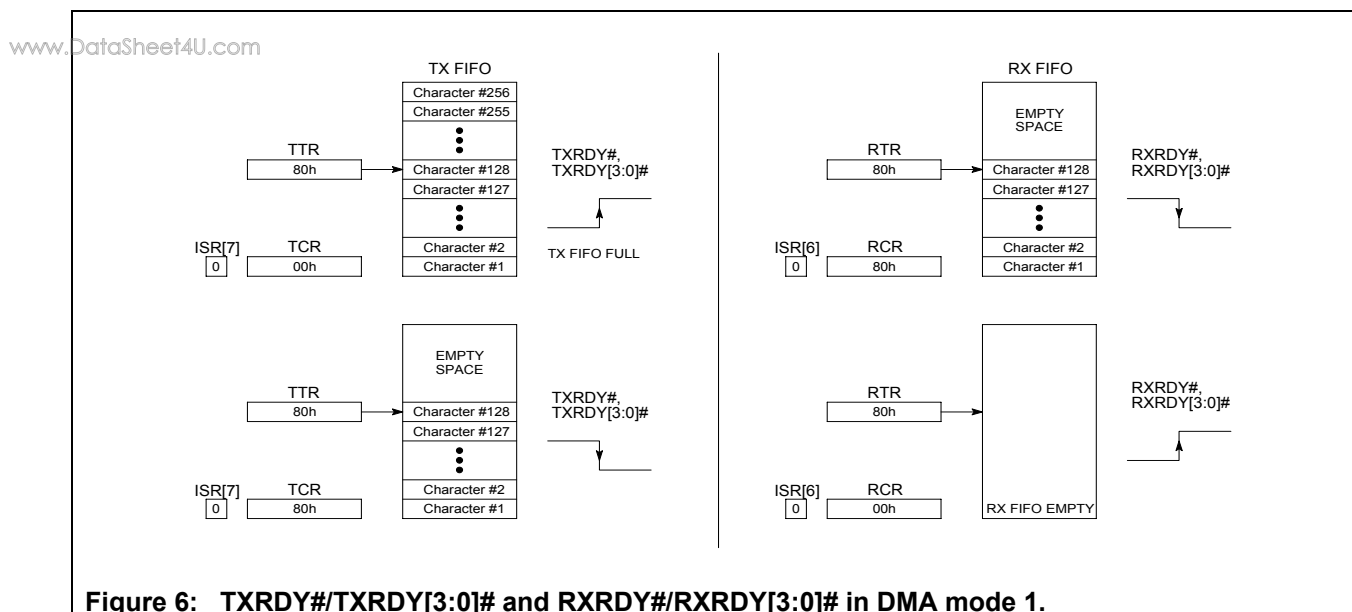 www.DataSheet4U.com
TX FIFO
Character #256
Character #255
TTR
80h
Character #128
Character #127
TXRDY#,
TXRDY[3:0]#
ISR[7]
0
TCR
00h
Character #2
Character #1
TX FIFO FULL
EMPTY
SPACE
TTR
80h
Character #128
Character #127
TXRDY#,
TXRDY[3:0]#
ISR[7]
0
TCR
80h
Character #2
Character #1
RX FIFO
EMPTY
SPACE
RTR
80h
Character #128
Character #127
RXRDY#,
RXRDY[3:0]#
ISR[6]
0
RCR
80h
Character #2
Character #1
RTR
80h
RXRDY#,
RXRDY[3:0]#
ISR[6]
0
RCR
00h
RX FIFO EMPTY
Figure 6: TXRDY#/TXRDY[3:0]# and RXRDY#/RXRDY[3:0]# in DMA mode 1.